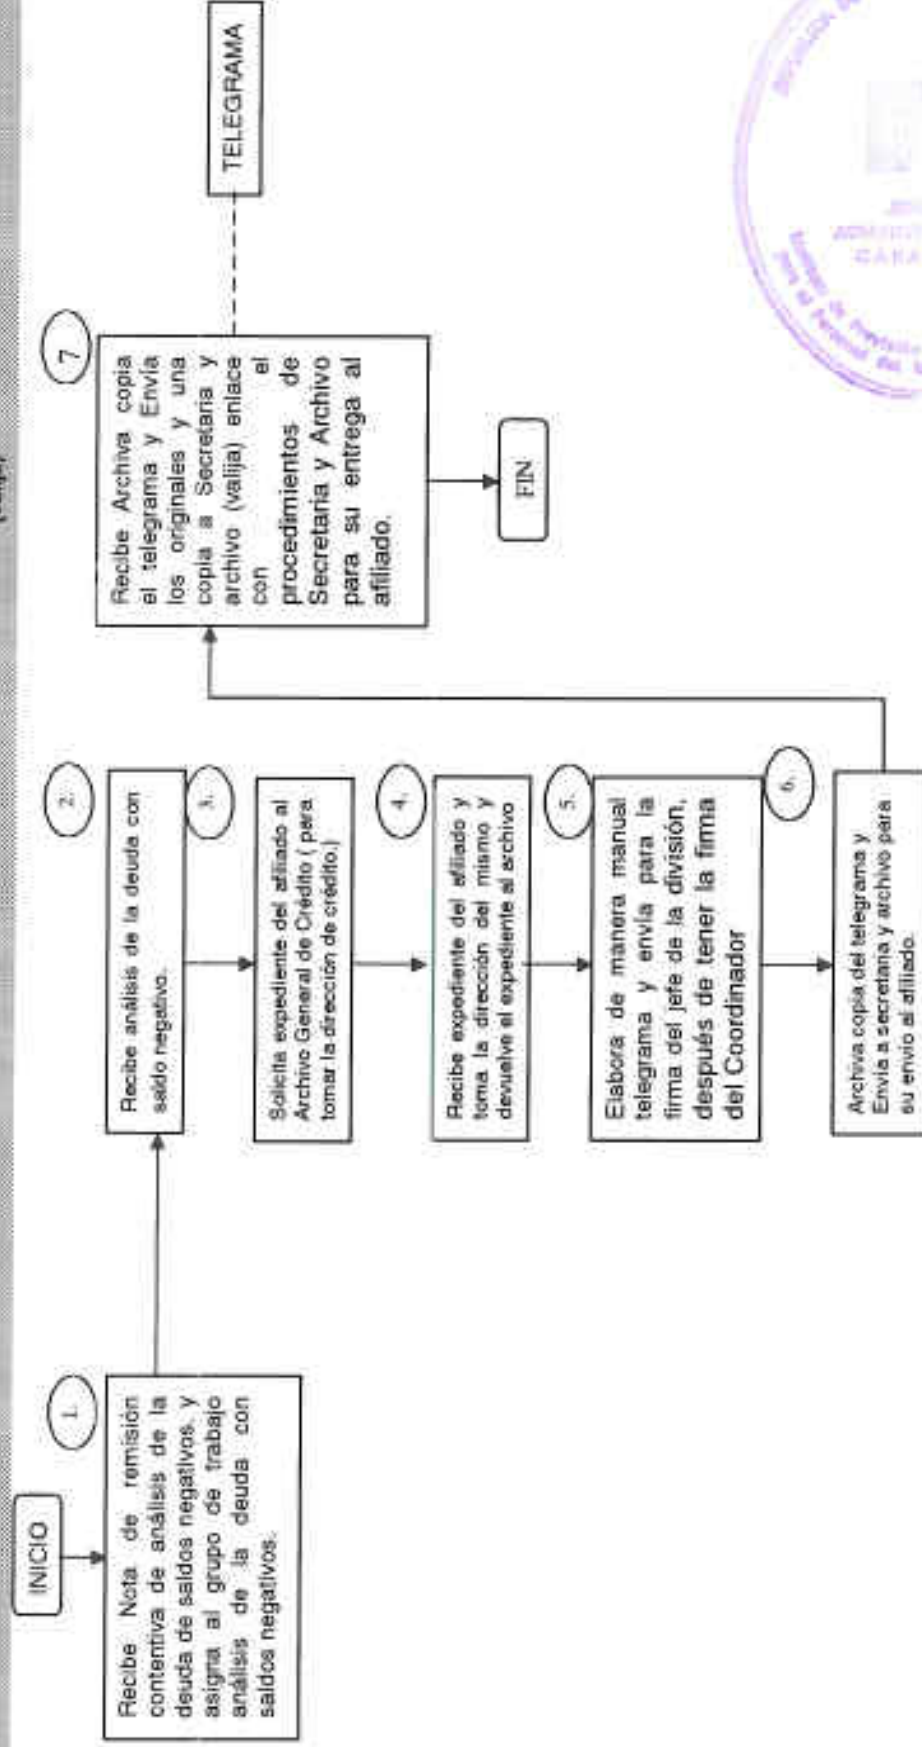 INICIO
1.
Recibe Nota de remisión
contentiva de análisis de la
deuda de saldos negativos. y
asigna al grupo de trabajo
análisis de la deuda con
saldos negativos.
2.
Recibe análisis de la deuda con
saldo negativo.
3.
Solicita expediente del afiliado al
Archivo General de Crédito ( para
tomar la dirección de crédito.)
4.
Recibe expediente del afiliado y
toma la dirección del mismo y
devuelve el expediente al archivo
5.
Elabora de manera manual
telegrama y envía para la
firma del jefe de la división,
después de tener la firma
del Coordinador
6.
Archiva copia del telegrama y
Envía a secretaria y archivo para
su envio al afiliado.
7
Recibe Archiva copia
el telegrama y Envía
los originales y una
copia a Secretaria y
archivo (valija) enlace
con el
procedimientos de
Secretaria y Archivo
para su entrega al
afiliado.
TELEGRAMA
FIN